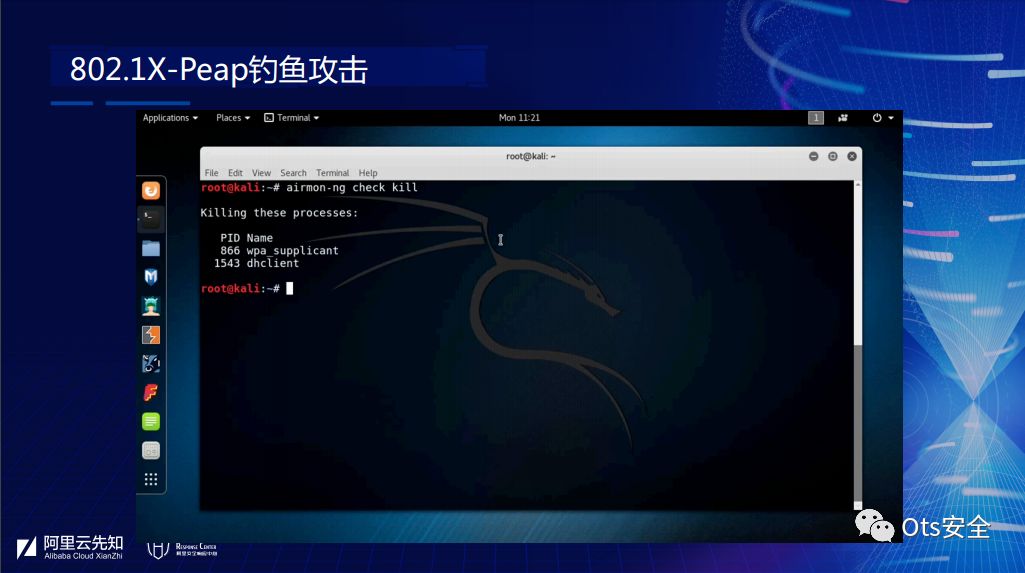 802.1X-Peap钓鱼攻击
Applications Places Terminal Mon 11:21 1
root@kali: ~
File Edit View Search Terminal Help
root@kali:~# airmon-ng check kill
Killing these processes:
PID Name
866 wpa_supplicant
1543 dhclient
root@kali:~#
阿里云先知
Alibaba Cloud XianZhi
Response Center
Ots安全